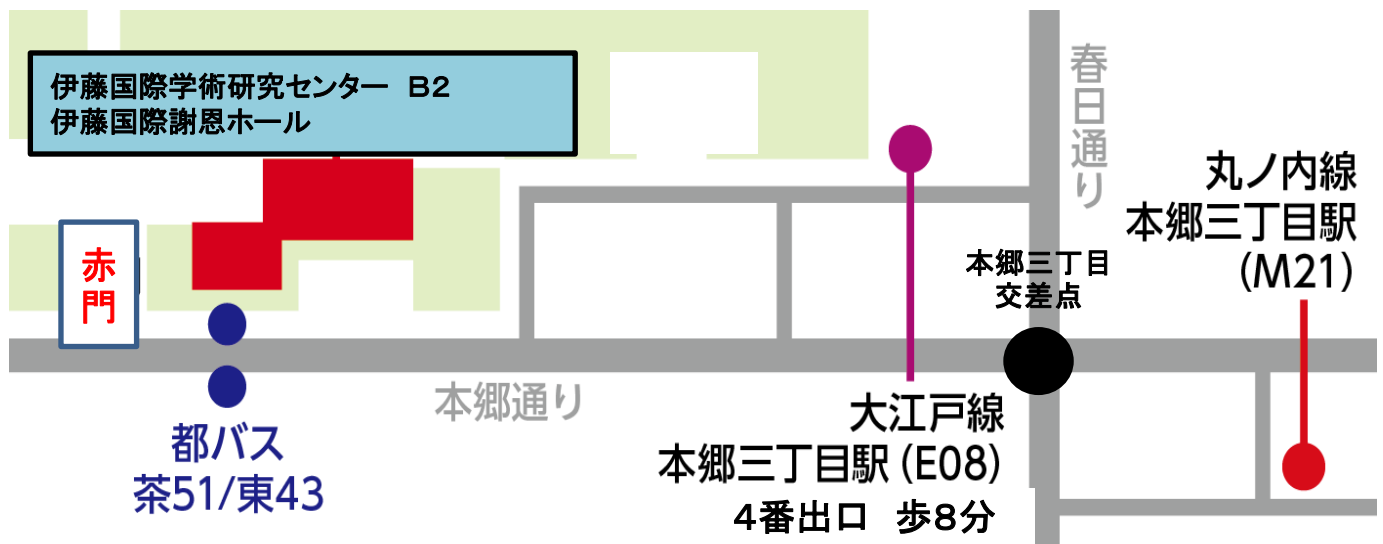 伊藤国際学術研究センター　Ｂ２
伊藤国際謝恩ホール
赤
門
春日通り
丸ノ内線
本郷三丁目駅
(M21)
本郷三丁目
交差点
本郷通り
都バス
茶51/東43
大江戸線
本郷三丁目駅(E08)
４番出口　歩８分